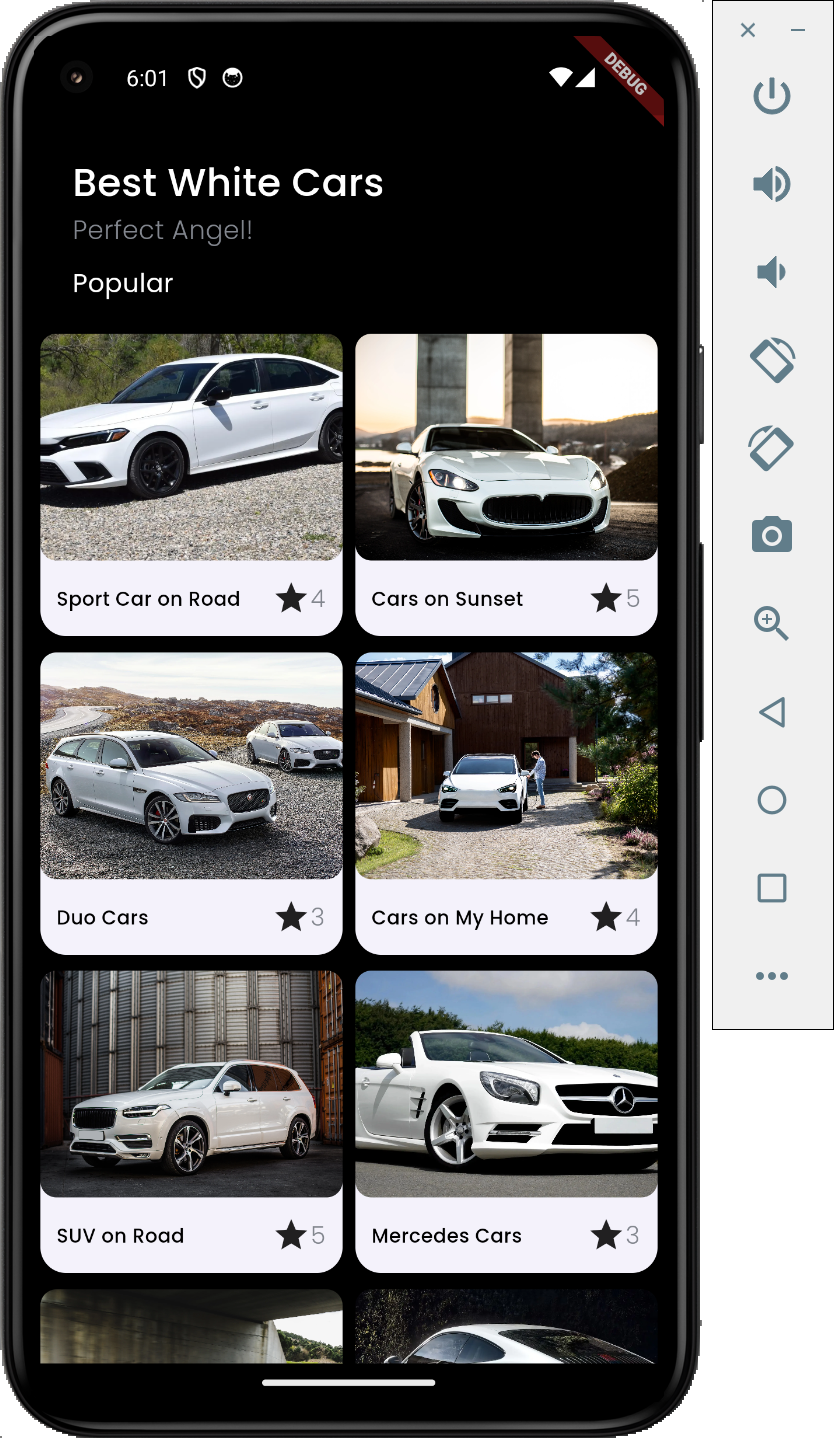 6:01
DEBUG
Best White Cars
Perfect Angel!
Popular
Sport Car on Road 4
Cars on Sunset 5
Duo Cars 3
Cars on My Home 4
SUV on Road 5
Mercedes Cars 3